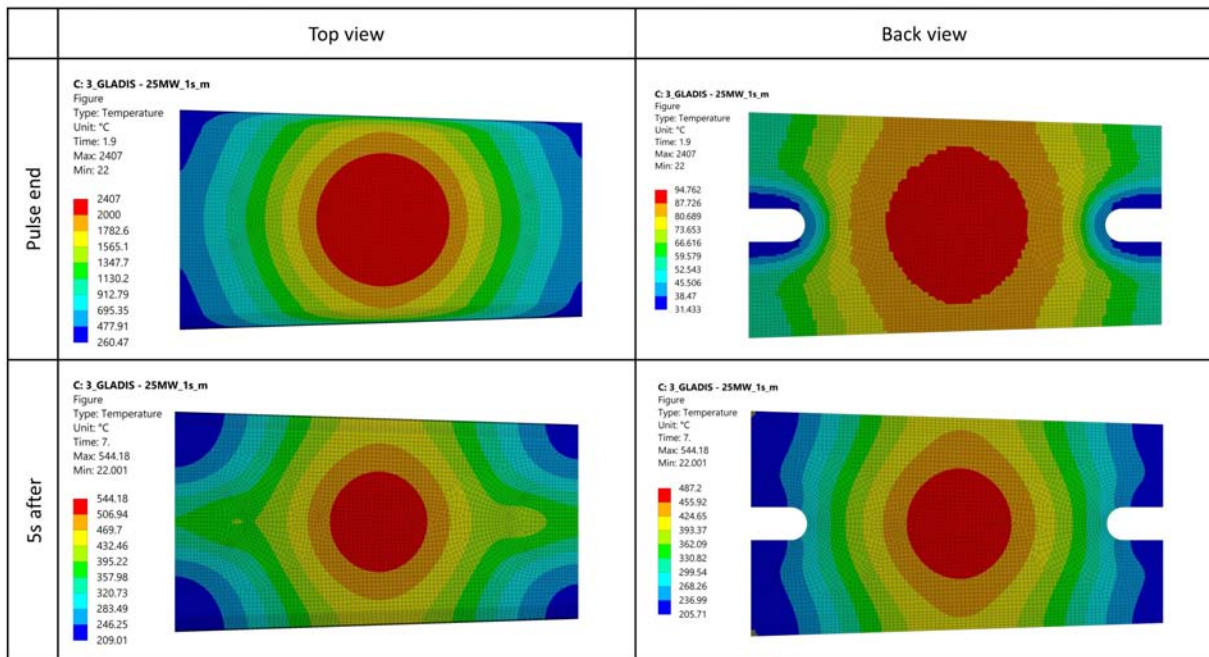 Top view
Back view
Pulse end
C: 3_GLADIS - 25MW_1s_m
Figure
Type: Temperature
Unit: °C
Time: 1.9
Max: 2407
Min: 22
2407
2000
1782.6
1565.1
1347.7
1130.2
912.79
695.35
477.91
260.47
C: 3_GLADIS - 25MW_1s_m
Figure
Type: Temperature
Unit: °C
Time: 1.9
Max: 2407
Min: 22
94.762
87.726
80.689
73.653
66.616
59.579
52.543
45.506
38.47
31.433
5s after
C: 3_GLADIS - 25MW_1s_m
Figure
Type: Temperature
Unit: °C
Time: 7.
Max: 544.18
Min: 22.001
544.18
506.94
469.7
432.46
395.22
357.98
320.73
283.49
246.25
209.01
C: 3_GLADIS - 25MW_1s_m
Figure
Type: Temperature
Unit: °C
Time: 7.
Max: 544.18
Min: 22.001
487.2
455.92
424.65
393.37
362.09
330.82
299.54
268.26
236.99
205.71